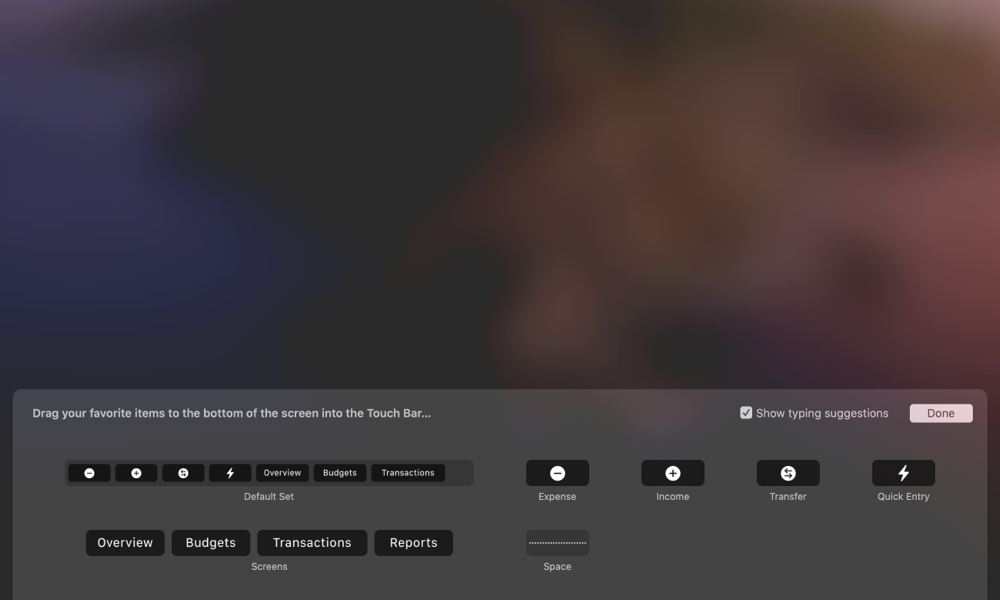 Drag your favorite items to the bottom of the screen into the Touch Bar...
Show typing suggestions
Done
Overview
Budgets
Transactions
Default Set
Expense
Income
Transfer
Quick Entry
Overview
Budgets
Transactions
Reports
Screens
Space